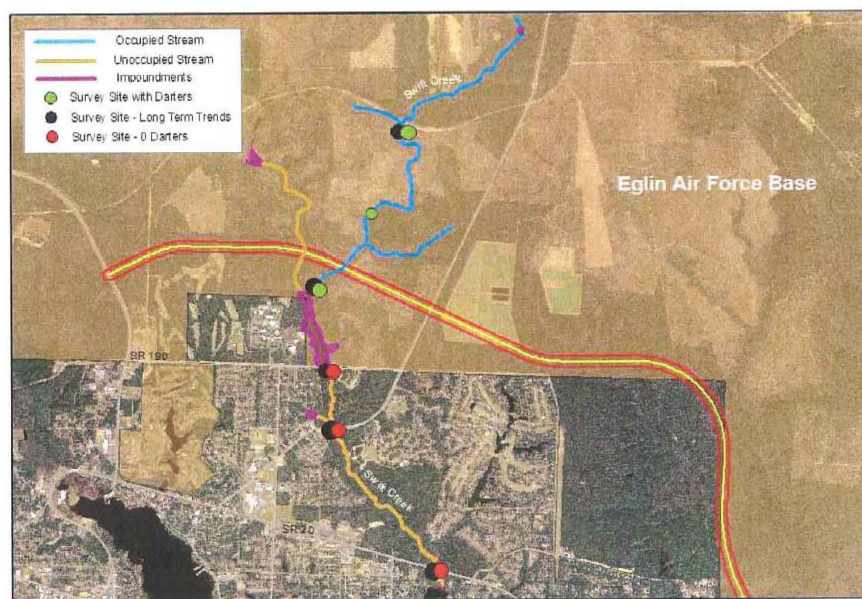 Occupied Stream
Unoccupied Stream
Impoundments
Survey Site with Darters
Survey Site - Long Term Trends
Survey Site - 0 Darters
Swift Creek
Eglin Air Force Base
SR 190
Swift Creek
SR 20